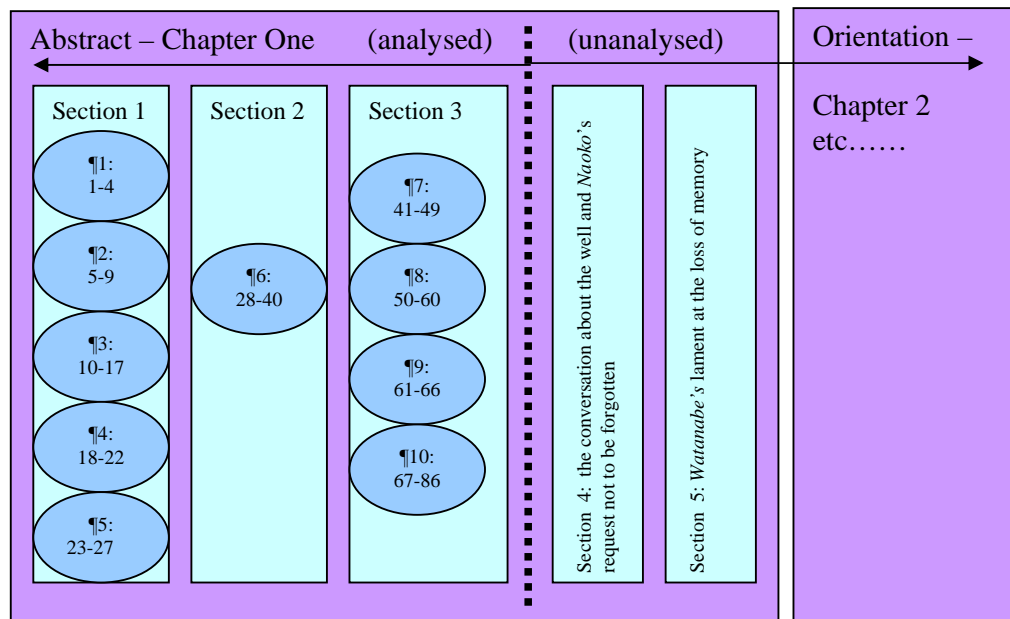 Abstract – Chapter One (analysed) (unanalysed)
Orientation –
Chapter 2
etc……
Section 1
¶1:
1-4
¶2:
5-9
¶3:
10-17
¶4:
18-22
¶5:
23-27
Section 2
¶6:
28-40
Section 3
¶7:
41-49
¶8:
50-60
¶9:
61-66
¶10:
67-86
Section 4: the conversation about the well and Naoko's
request not to be forgotten
Section 5: Watanabe's lament at the loss of memory